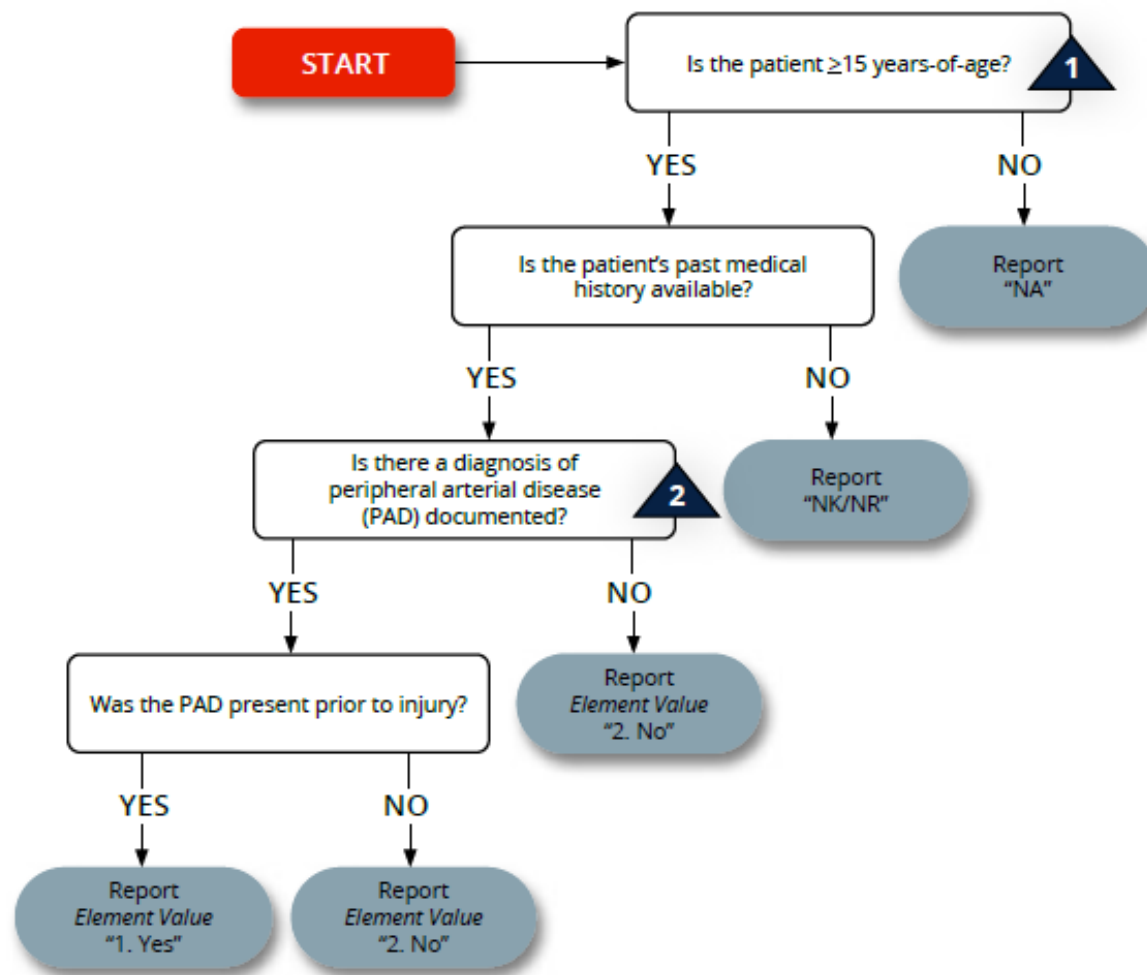 START
Is the patient ≥15 years-of-age?
1
YES
NO
Is the patient's past medical
history available?
Report
“NA”
YES
NO
Is there a diagnosis of
peripheral arterial disease
(PAD) documented?
2
Report
“NK/NR”
YES
NO
Was the PAD present prior to injury?
Report
Element Value
“2. No”
YES
NO
Report
Element Value
“1. Yes”
Report
Element Value
“2. No”